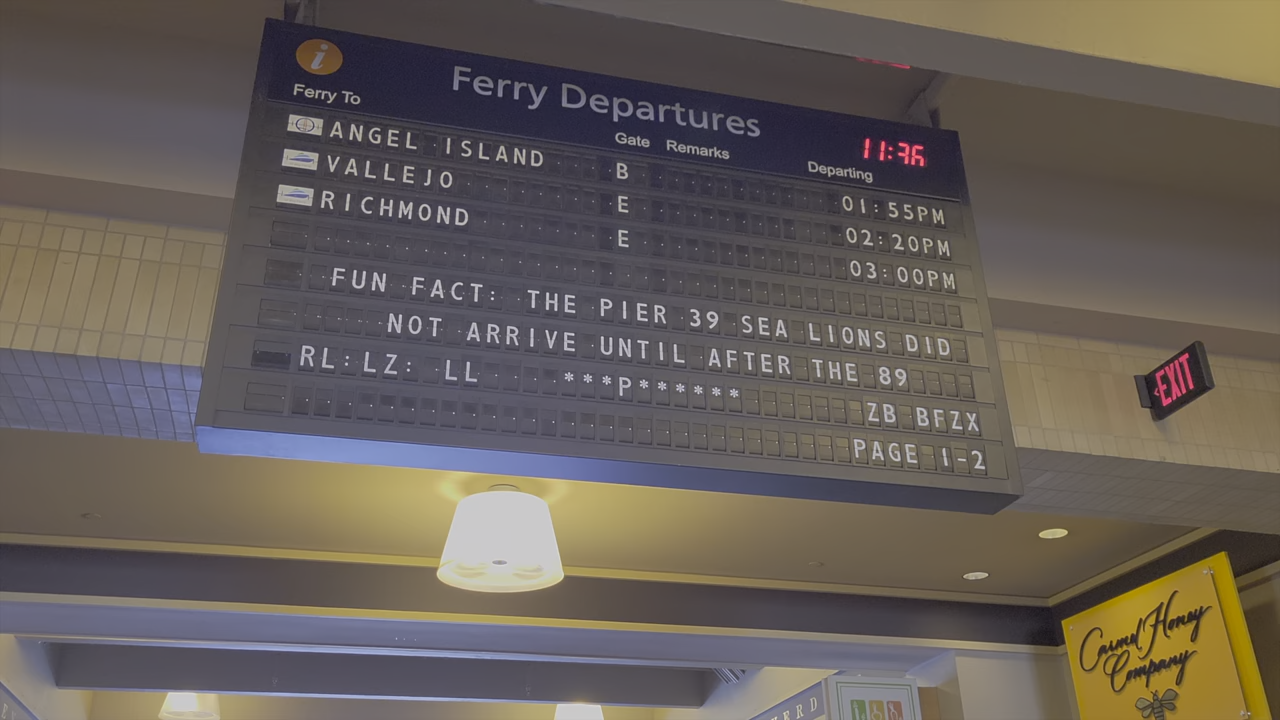 i
Ferry Departures
11:36
Ferry To Gate Remarks Departing
ANGEL ISLAND B 01:55PM
VALLEJO E 02:20PM
RICHMOND E 03:00PM
FUN FACT: THE PIER 39 SEA LIONS DID
NOT ARRIVE UNTIL AFTER THE 89
RL:LZ: LL ***P****** ZB BFZX
PAGE 1-2
EXIT
Carmel Honey
Company